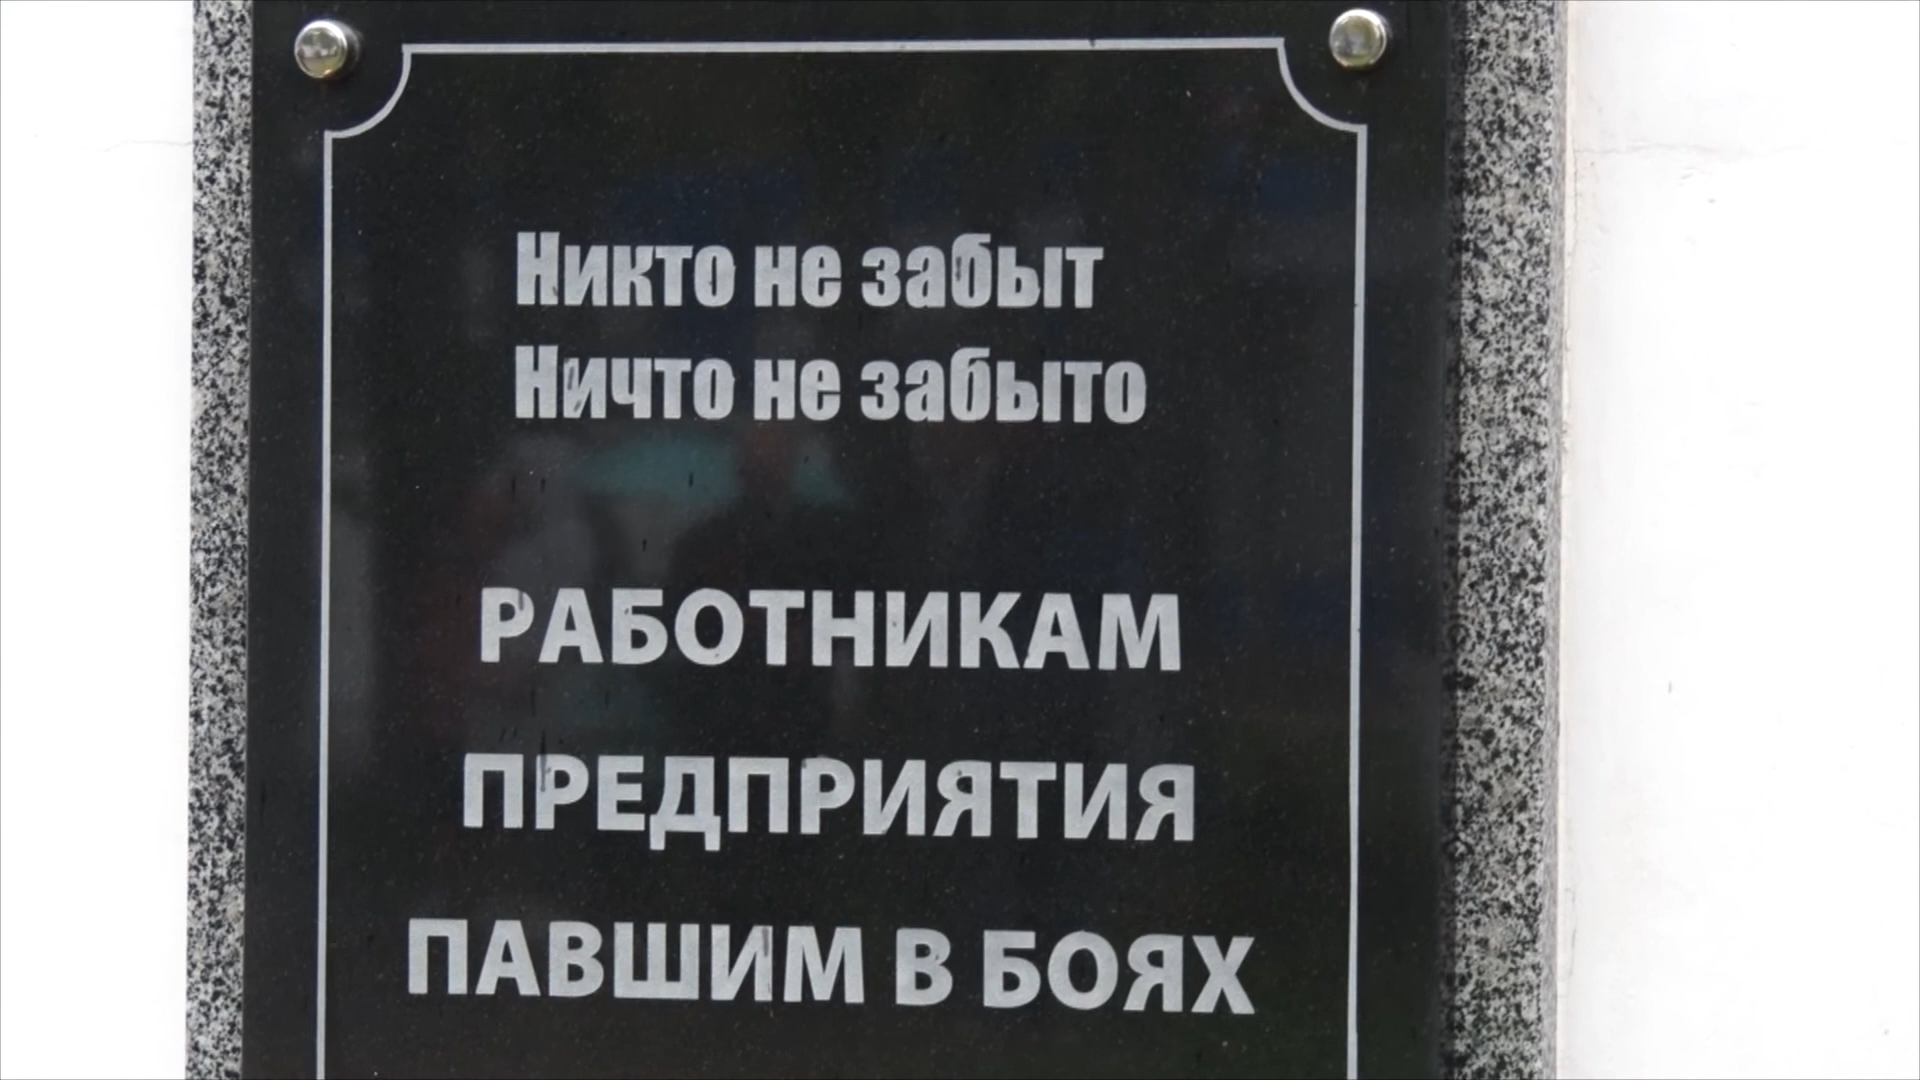 Никто не забыт
Ничто не забыто
РАБОТНИКАМ
ПРЕДПРИЯТИЯ
ПАВШИМ В БОЯХ